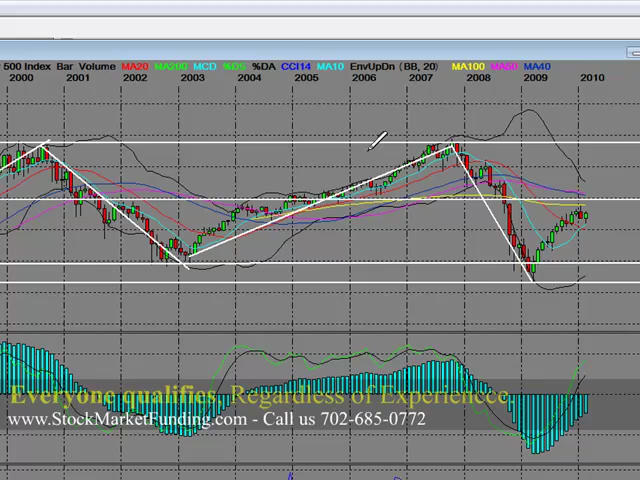 500 Index Bar Volume MA20 MA200 MCD %DS %DA CCI14 MA10 EnvUpDn (BB, 20) MA100 MA50 MA40
2000 2001 2002 2003 2004 2005 2006 2007 2008 2009 2010
Everyone qualifies, Regardless of Experiencce.
www.StockMarketFunding.com - Call us 702-685-0772